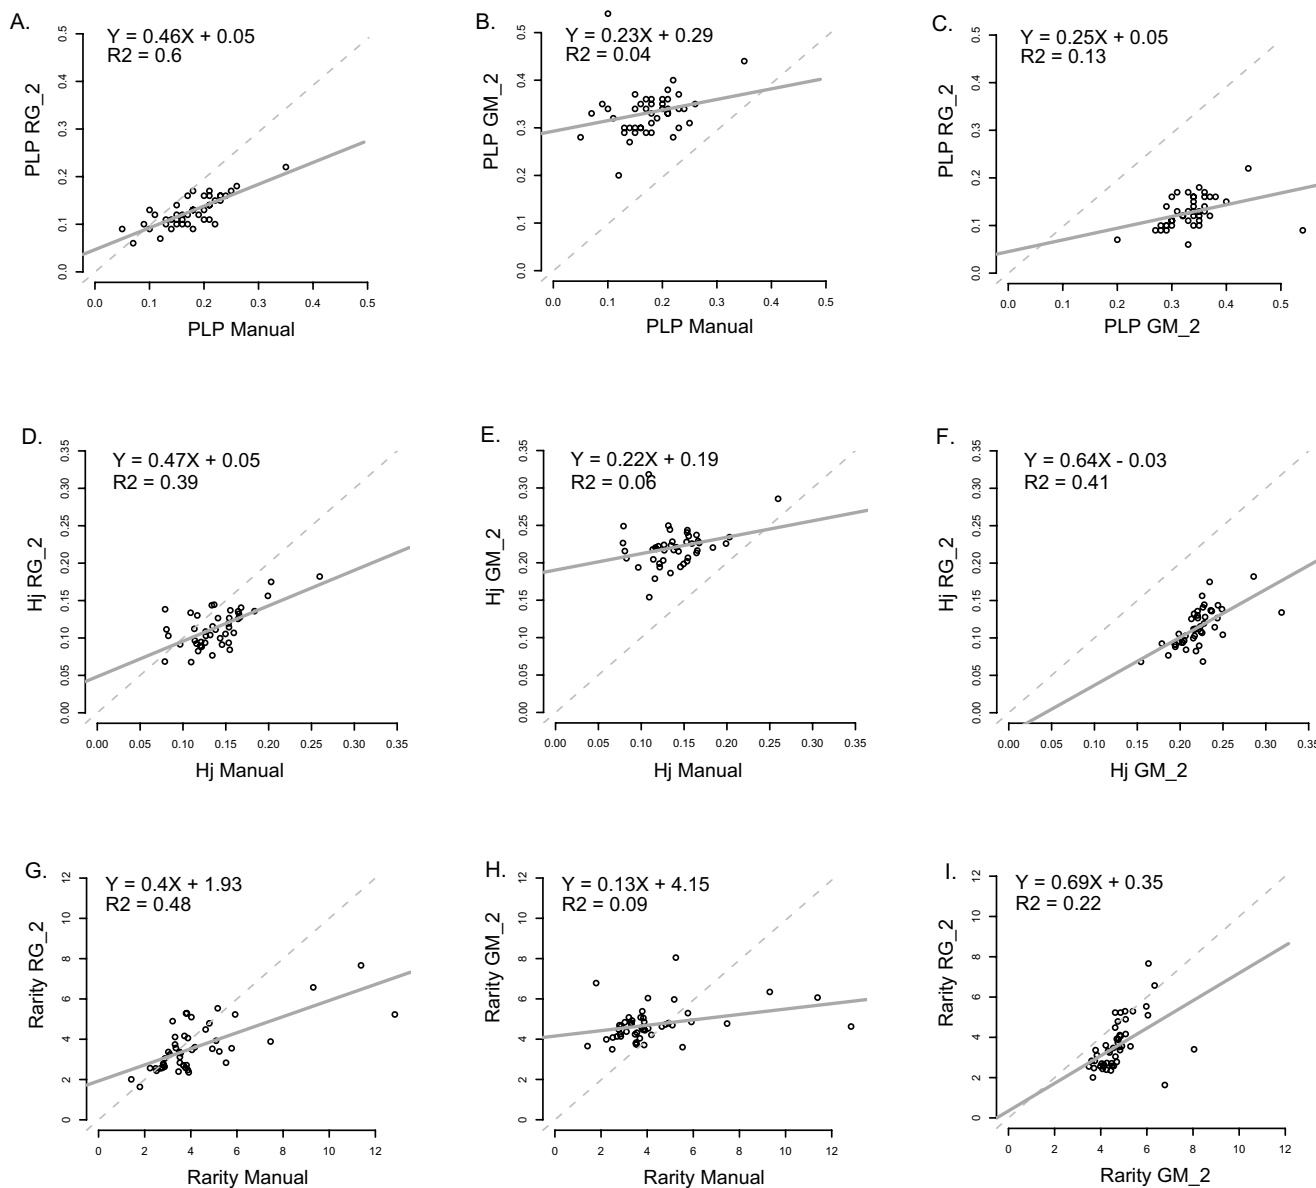 A.
Y = 0.46X + 0.05
R2 = 0.6
PLP RG_2
0.0 0.1 0.2 0.3 0.4 0.5
0.0 0.1 0.2 0.3 0.4 0.5
PLP Manual
B.
Y = 0.23X + 0.29
R2 = 0.04
PLP GM_2
0.0 0.1 0.2 0.3 0.4 0.5
0.0 0.1 0.2 0.3 0.4 0.5
PLP Manual
C.
Y = 0.25X + 0.05
R2 = 0.13
PLP RG_2
0.0 0.1 0.2 0.3 0.4 0.5
0.0 0.1 0.2 0.3 0.4 0.5
PLP GM_2
D.
Y = 0.47X + 0.05
R2 = 0.39
Hj RG_2
0.00 0.05 0.10 0.15 0.20 0.25 0.30 0.35
0.00 0.05 0.10 0.15 0.20 0.25 0.30 0.35
Hj Manual
E.
Y = 0.22X + 0.19
R2 = 0.06
Hj GM_2
0.00 0.05 0.10 0.15 0.20 0.25 0.30 0.35
0.00 0.05 0.10 0.15 0.20 0.25 0.30 0.35
Hj Manual
F.
Y = 0.64X - 0.03
R2 = 0.41
Hj RG_2
0.00 0.05 0.10 0.15 0.20 0.25 0.30 0.35
0.00 0.05 0.10 0.15 0.20 0.25 0.30 0.35
Hj GM_2
G.
Y = 0.4X + 1.93
R2 = 0.48
Rarity RG_2
0 2 4 6 8 10 12
0 2 4 6 8 10 12
Rarity Manual
H.
Y = 0.13X + 4.15
R2 = 0.09
Rarity GM_2
0 2 4 6 8 10 12
0 2 4 6 8 10 12
Rarity Manual
I.
Y = 0.69X + 0.35
R2 = 0.22
Rarity RG_2
0 2 4 6 8 10 12
0 2 4 6 8 10 12
Rarity GM_2